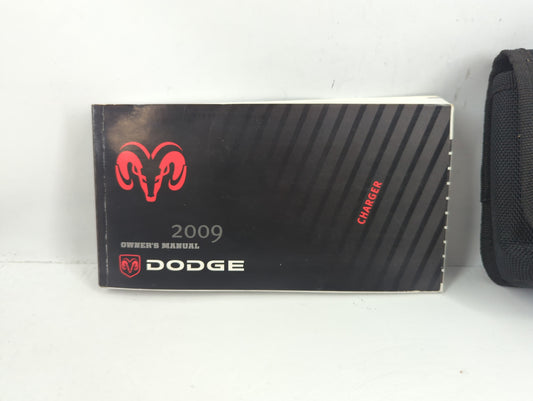 2009
OWNER'S MANUAL
DODGE
CHARGER